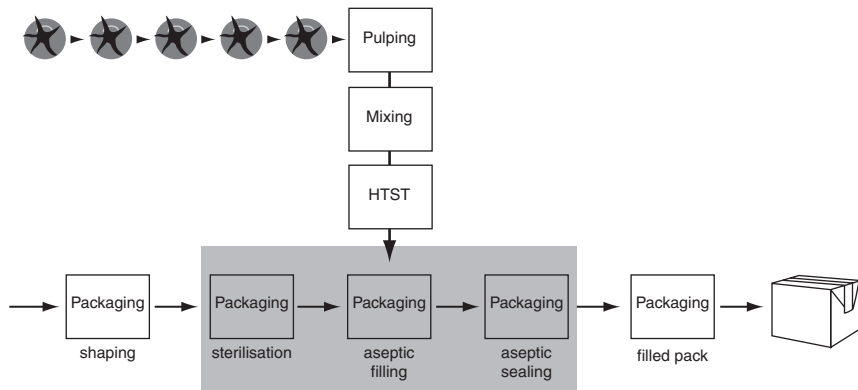 Pulping
Mixing
HTST
Packaging
shaping
Packaging
sterilisation
Packaging
aseptic
filling
Packaging
aseptic
sealing
Packaging
filled pack